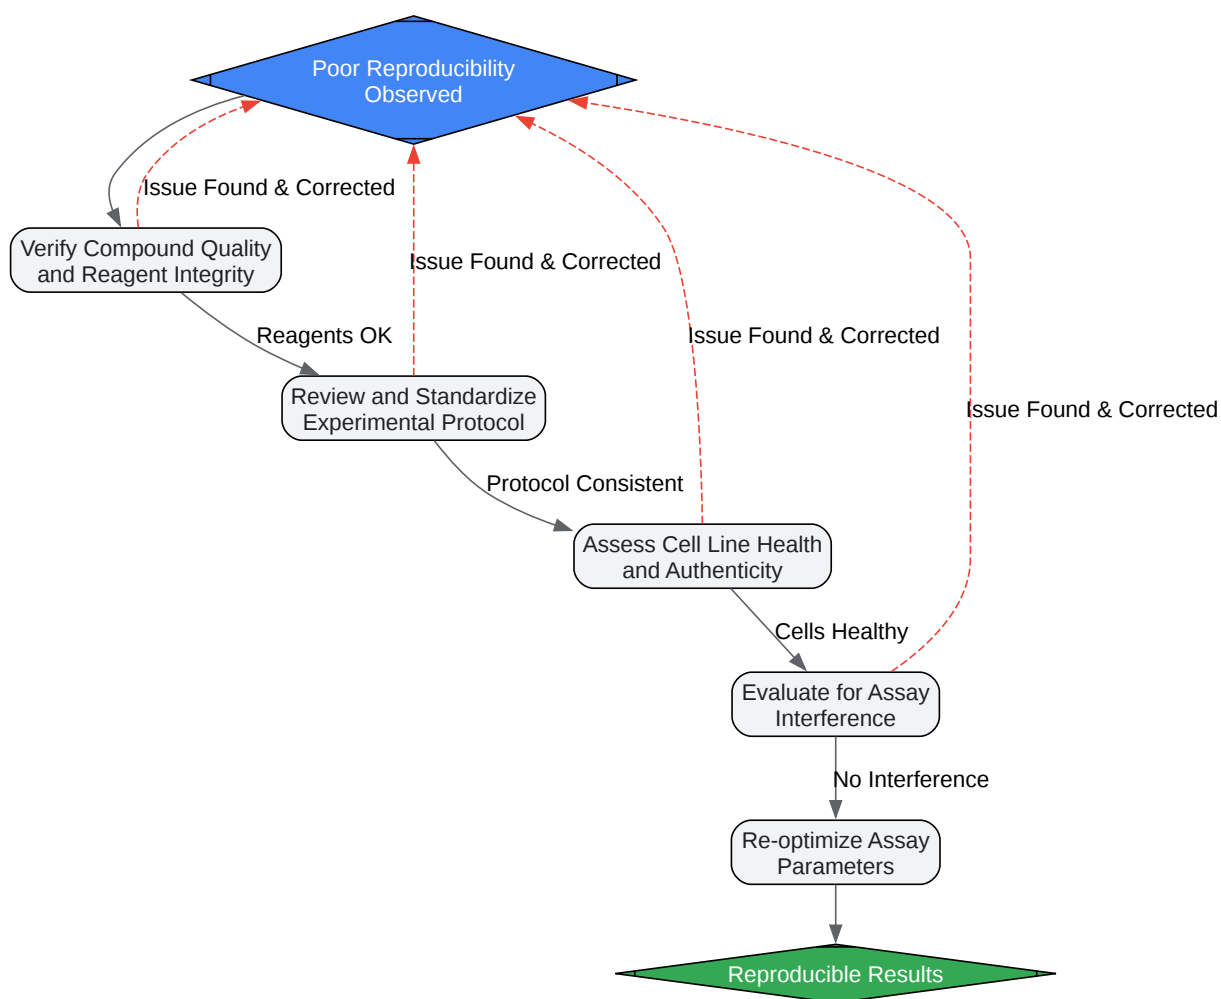 Poor Reproducibility
Observed
Issue Found & Corrected
Verify Compound Quality
and Reagent Integrity
Issue Found & Corrected
Reagents OK
Issue Found & Corrected
Review and Standardize
Experimental Protocol
Issue Found & Corrected
Protocol Consistent
Assess Cell Line Health
and Authenticity
Cells Healthy
Evaluate for Assay
Interference
No Interference
Re-optimize Assay
Parameters
Reproducible Results